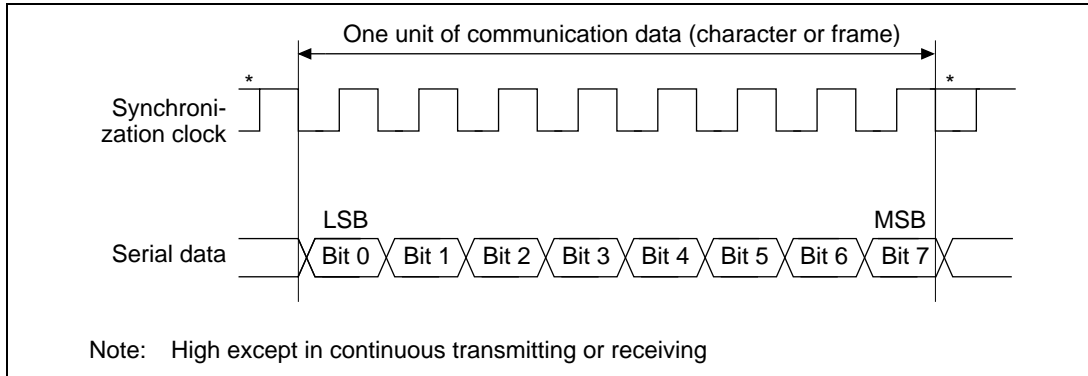 One unit of communication data (character or frame)
* *
Synchroni-
zation clock
LSB MSB
Serial data Bit 0 Bit 1 Bit 2 Bit 3 Bit 4 Bit 5 Bit 6 Bit 7
Note: High except in continuous transmitting or receiving